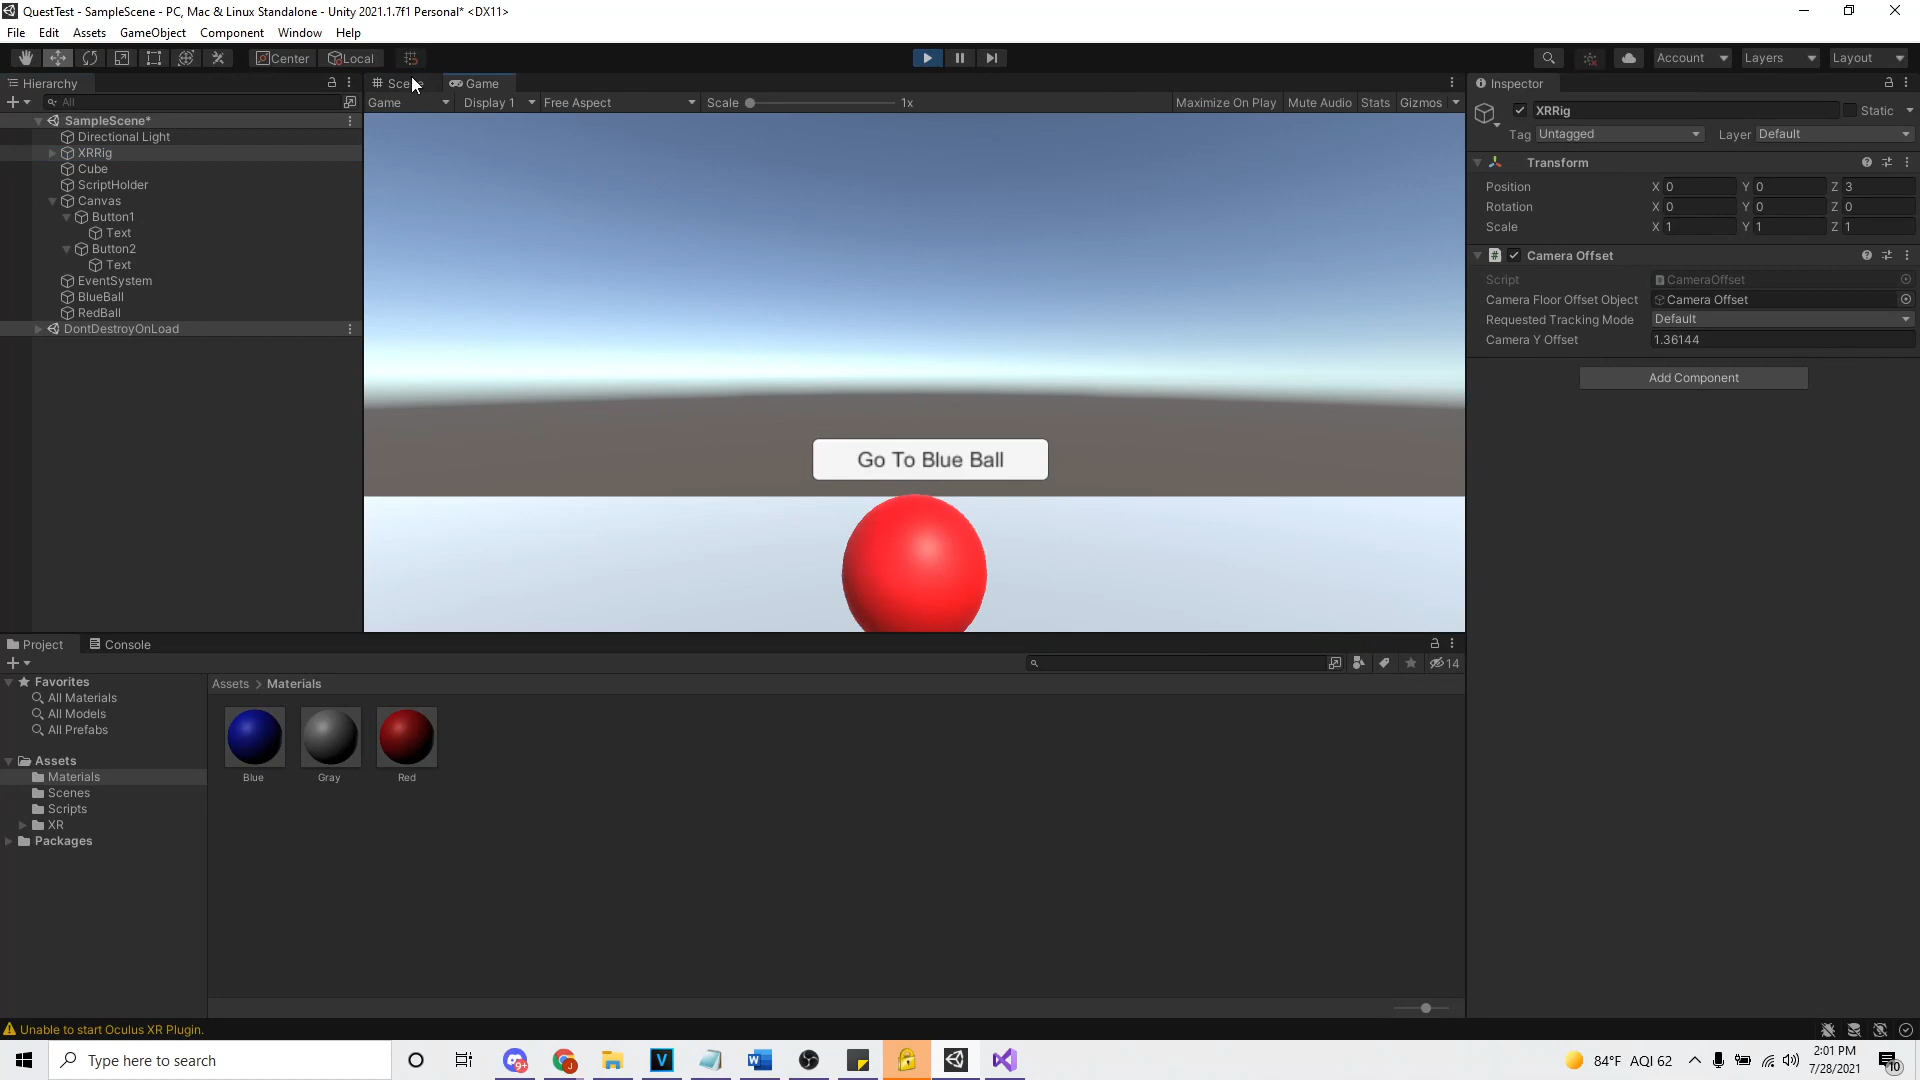 QuestTest - SampleScene - PC, Mac & Linux Standalone - Unity 2021.1.7f1 Personal* <DX11>
File Edit Assets GameObject Component Window Help
Center Local Account Layers Layout
Hierarchy
All
SampleScene*
Directional Light
XRRig
Cube
ScriptHolder
Canvas
Button1
Text
Button2
Text
EventSystem
BlueBall
RedBall
DontDestroyOnLoad
Game
Game Display 1 Free Aspect Scale 1x Maximize On Play Mute Audio Stats Gizmos
Go To Blue Ball
Inspector
XRRig Static
Tag Untagged Layer Default
Transform
Position X 0 Y 0 Z 3
Rotation X 0 Y 0 Z 0
Scale X 1 Y 1 Z 1
Camera Offset
Script CameraOffset
Camera Floor Offset Object Camera Offset
Requested Tracking Mode Default
Camera Y Offset 1.36144
Add Component
Project Console
14
Favorites
All Materials
All Models
All Prefabs
Assets
Materials
Scenes
Scripts
XR
Packages
Assets > Materials
Blue Gray Red
Unable to start Oculus XR Plugin.
Type here to search
9+
84°F AQI 62
2:01 PM
7/28/2021
10